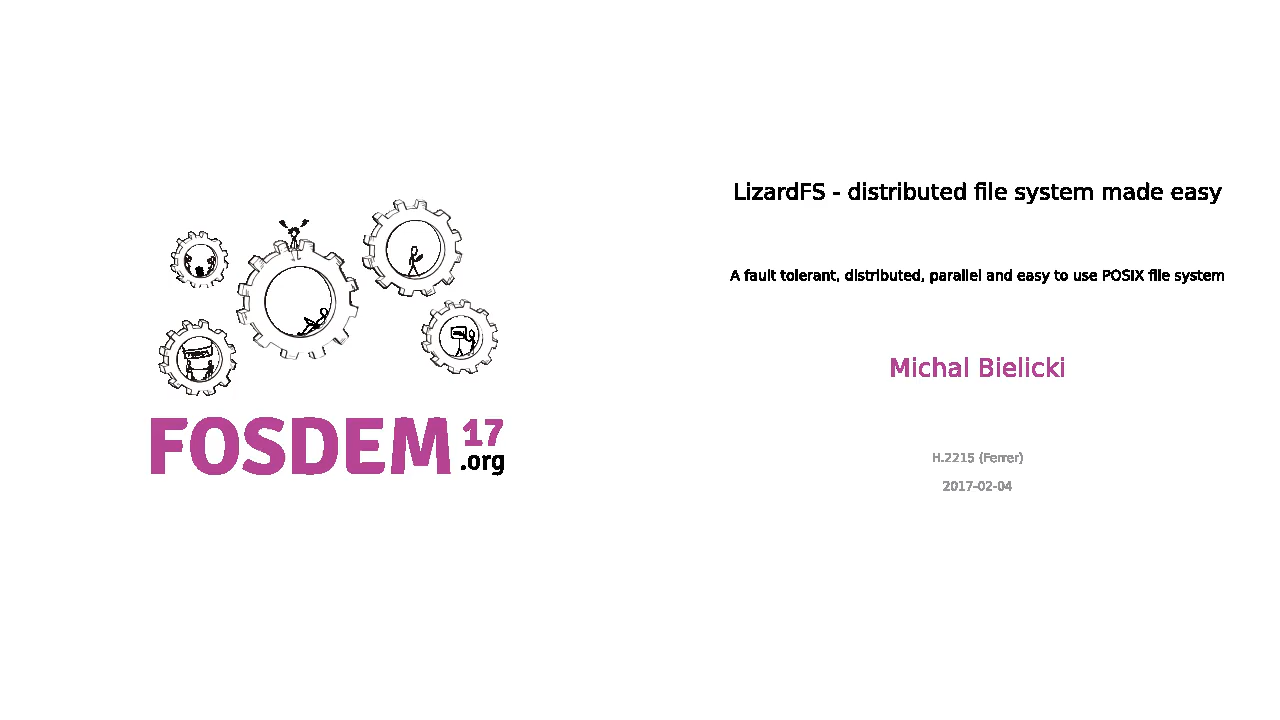 FOSDEM 17
.org
LizardFS - distributed file system made easy
A fault tolerant, distributed, parallel and easy to use POSIX file system
Michal Bielicki
H.2215 (Ferrer)
2017-02-04